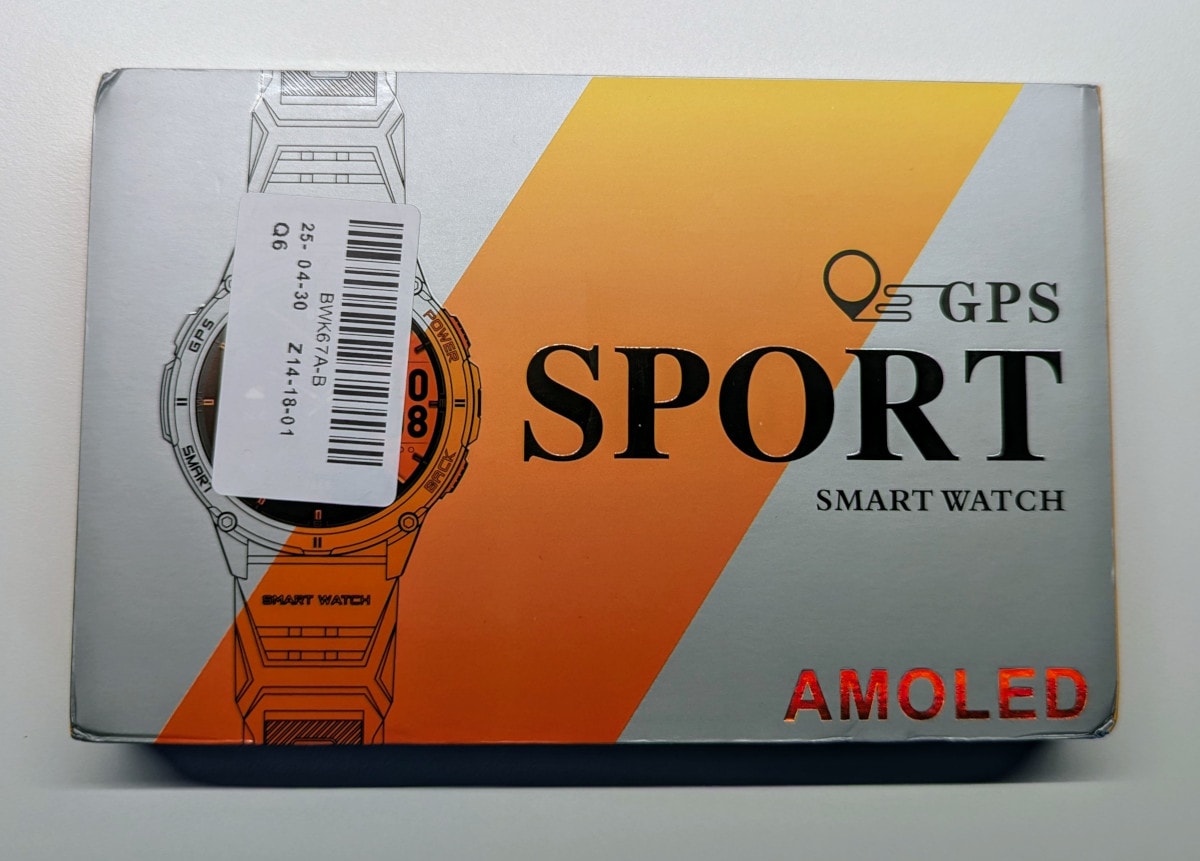 GPS
SPORT
SMART WATCH
AMOLED
BWK67A-B
25-04-30 Z14-18-01
Q6
GPS
POWER
SMART
BACK
08
SMART WATCH